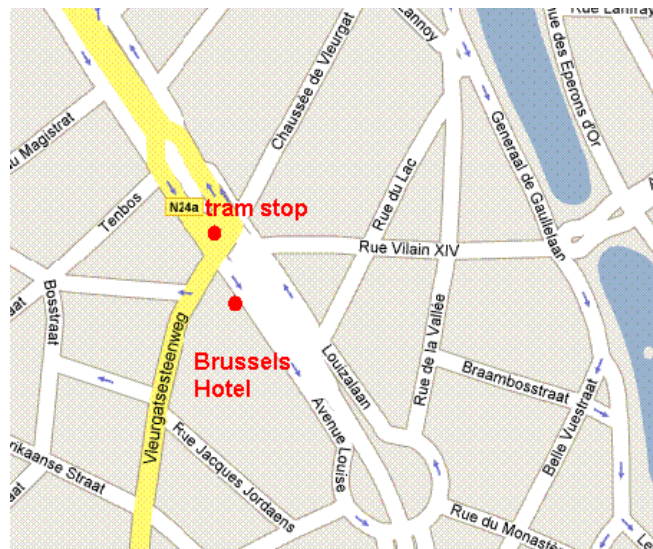 Rue Lanfray
Lannoy
Rue des Eperons d'Or
Chaussée de Vleurgat
Generaal de Gaullelaan
du Magistrat
Rue du Lac
Tenbos
N24a
tram stop
Rue Vilain XIV
Bosstraat
Rue de la Vallée
Vleurgatsesteenweg
Brussels
Hotel
Louizalaan
Braambosstraat
Avenue Louise
Belle Vuestraat
Rue Jacques Jordaens
Afrikaanse Straat
Rue du Monastè